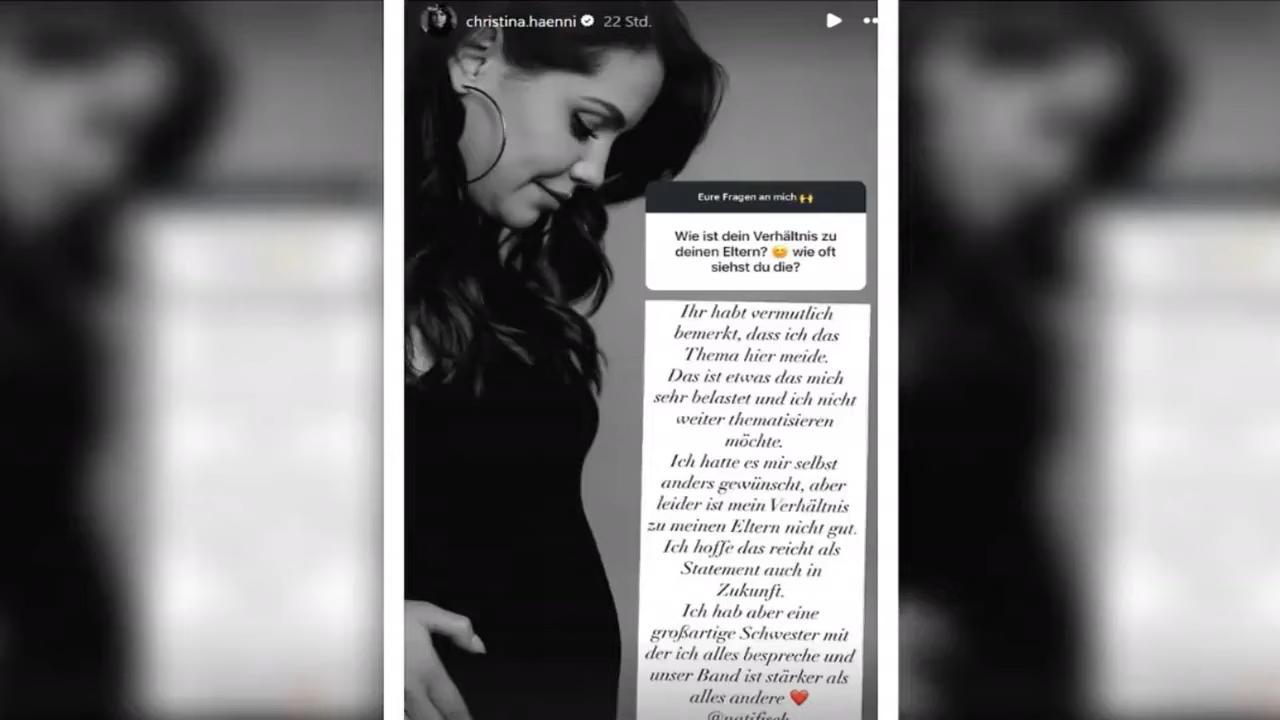 christina.haenni 22 Std.
Eure Fragen an mich 🙌
Wie ist dein Verhältnis zu
deinen Eltern? 😊 wie oft
siehst du die?
Ihr habt vermutlich
bemerkt, dass ich das
Thema hier meide.
Das ist etwas das mich
sehr belastet und ich nicht
weiter thematisieren
möchte.
Ich hatte es mir selbst
anders gewünscht, aber
leider ist mein Verhältnis
zu meinen Eltern nicht gut.
Ich hoffe das reicht als
Statement auch in
Zukunft.
Ich hab aber eine
großartige Schwester mit
der ich alles bespreche und
unser Band ist stärker als
alles andere ❤️